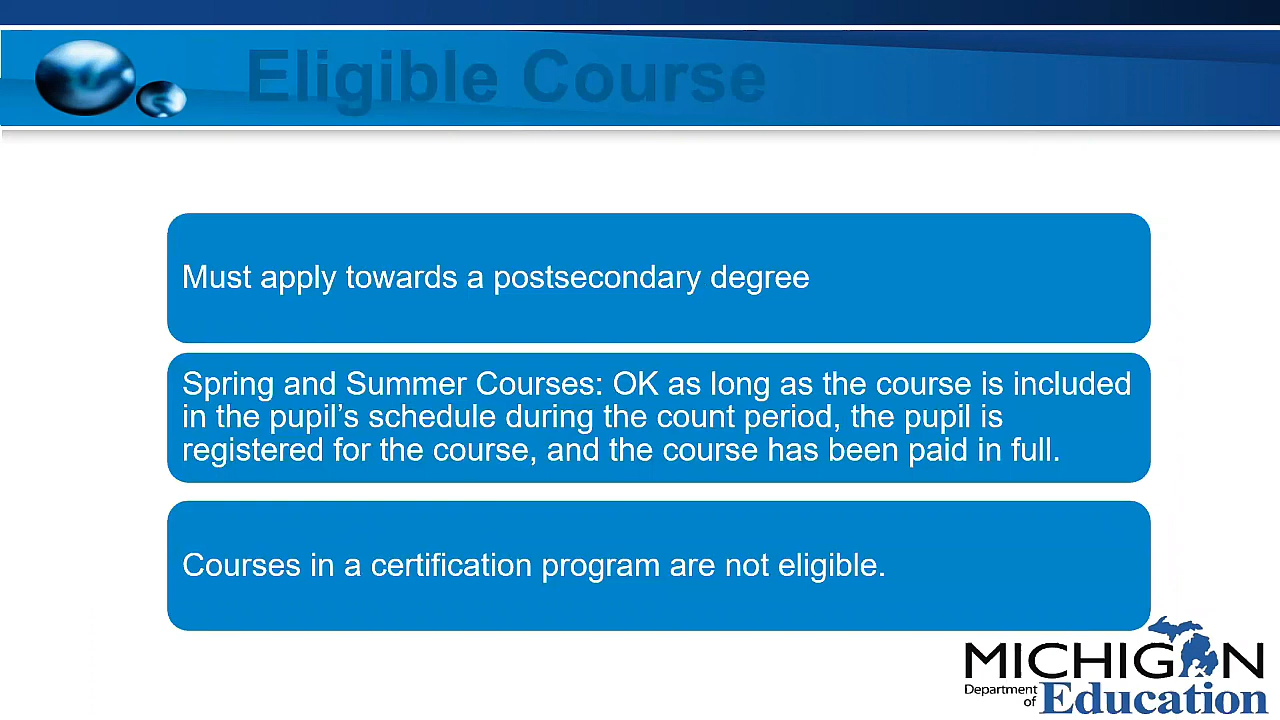 Eligible Course
Must apply towards a postsecondary degree
Spring and Summer Courses: OK as long as the course is included
in the pupil’s schedule during the count period, the pupil is
registered for the course, and the course has been paid in full.
Courses in a certification program are not eligible.
MICHIGAN
Department
of Education